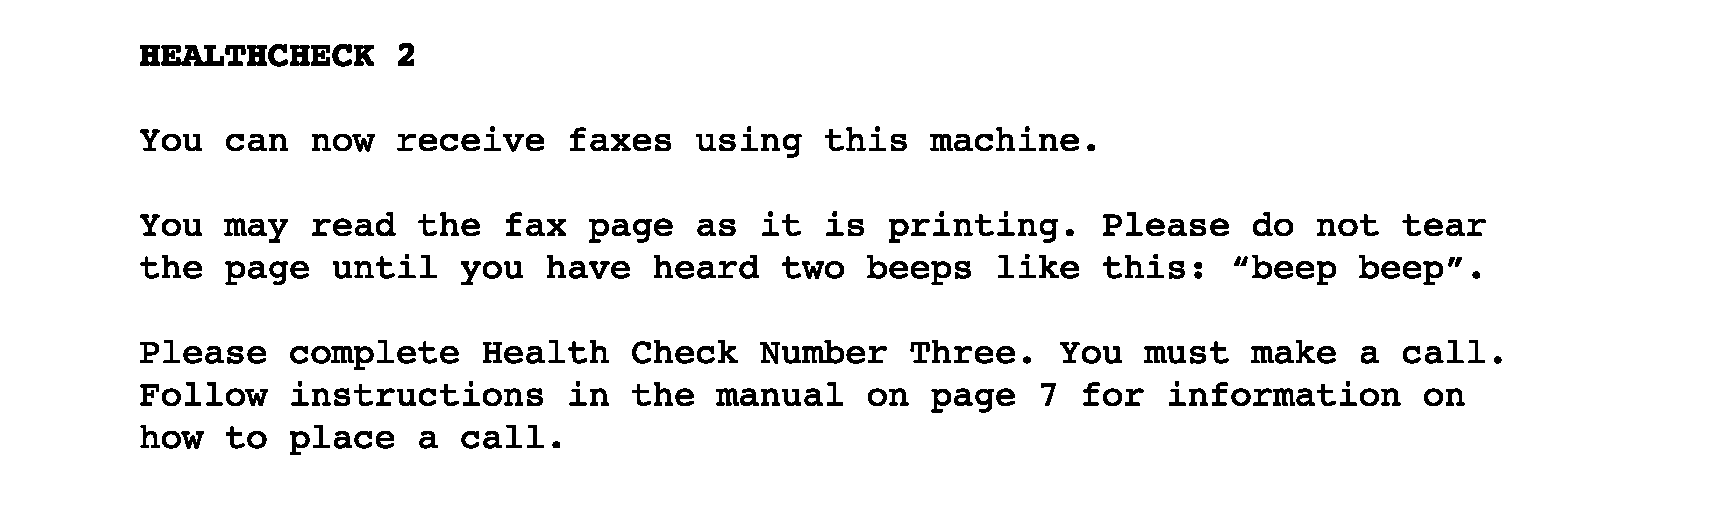 HEALTHCHECK 2
You can now receive faxes using this machine.
You may read the fax page as it is printing. Please do not tear
the page until you have heard two beeps like this: “beep beep”.
Please complete Health Check Number Three. You must make a call.
Follow instructions in the manual on page 7 for information on
how to place a call.